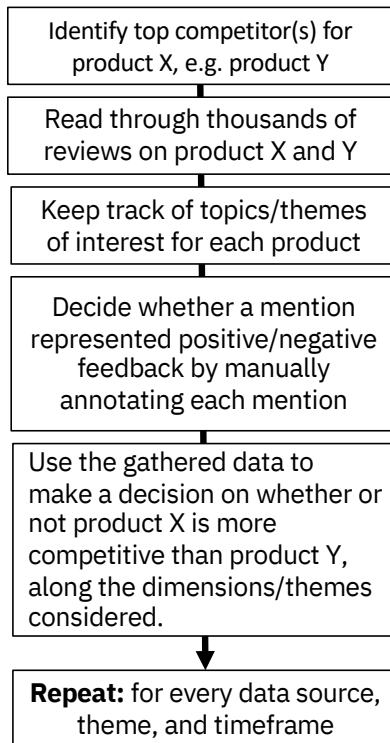 Identify top competitor(s) for
product X, e.g. product Y
Read through thousands of
reviews on product X and Y
Keep track of topics/themes
of interest for each product
Decide whether a mention
represented positive/negative
feedback by manually
annotating each mention
Use the gathered data to
make a decision on whether or
not product X is more
competitive than product Y,
along the dimensions/themes
considered.
Repeat: for every data source,
theme, and timeframe